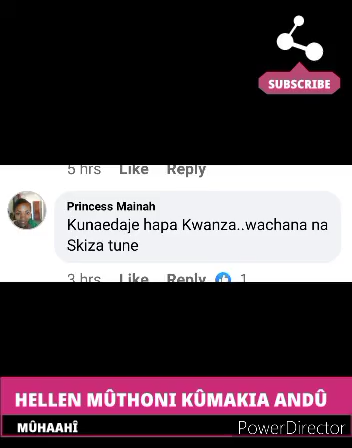 SUBSCRIBE
5 hrs Like Reply
Princess Mainah
Kunaedaje hapa Kwanza..wachana na
Skiza tune
3 hrs Like Reply 1
HELLEN MŨTHONI KŨMAKIA ANDŨ
MŨHAAHĨ
PowerDirector